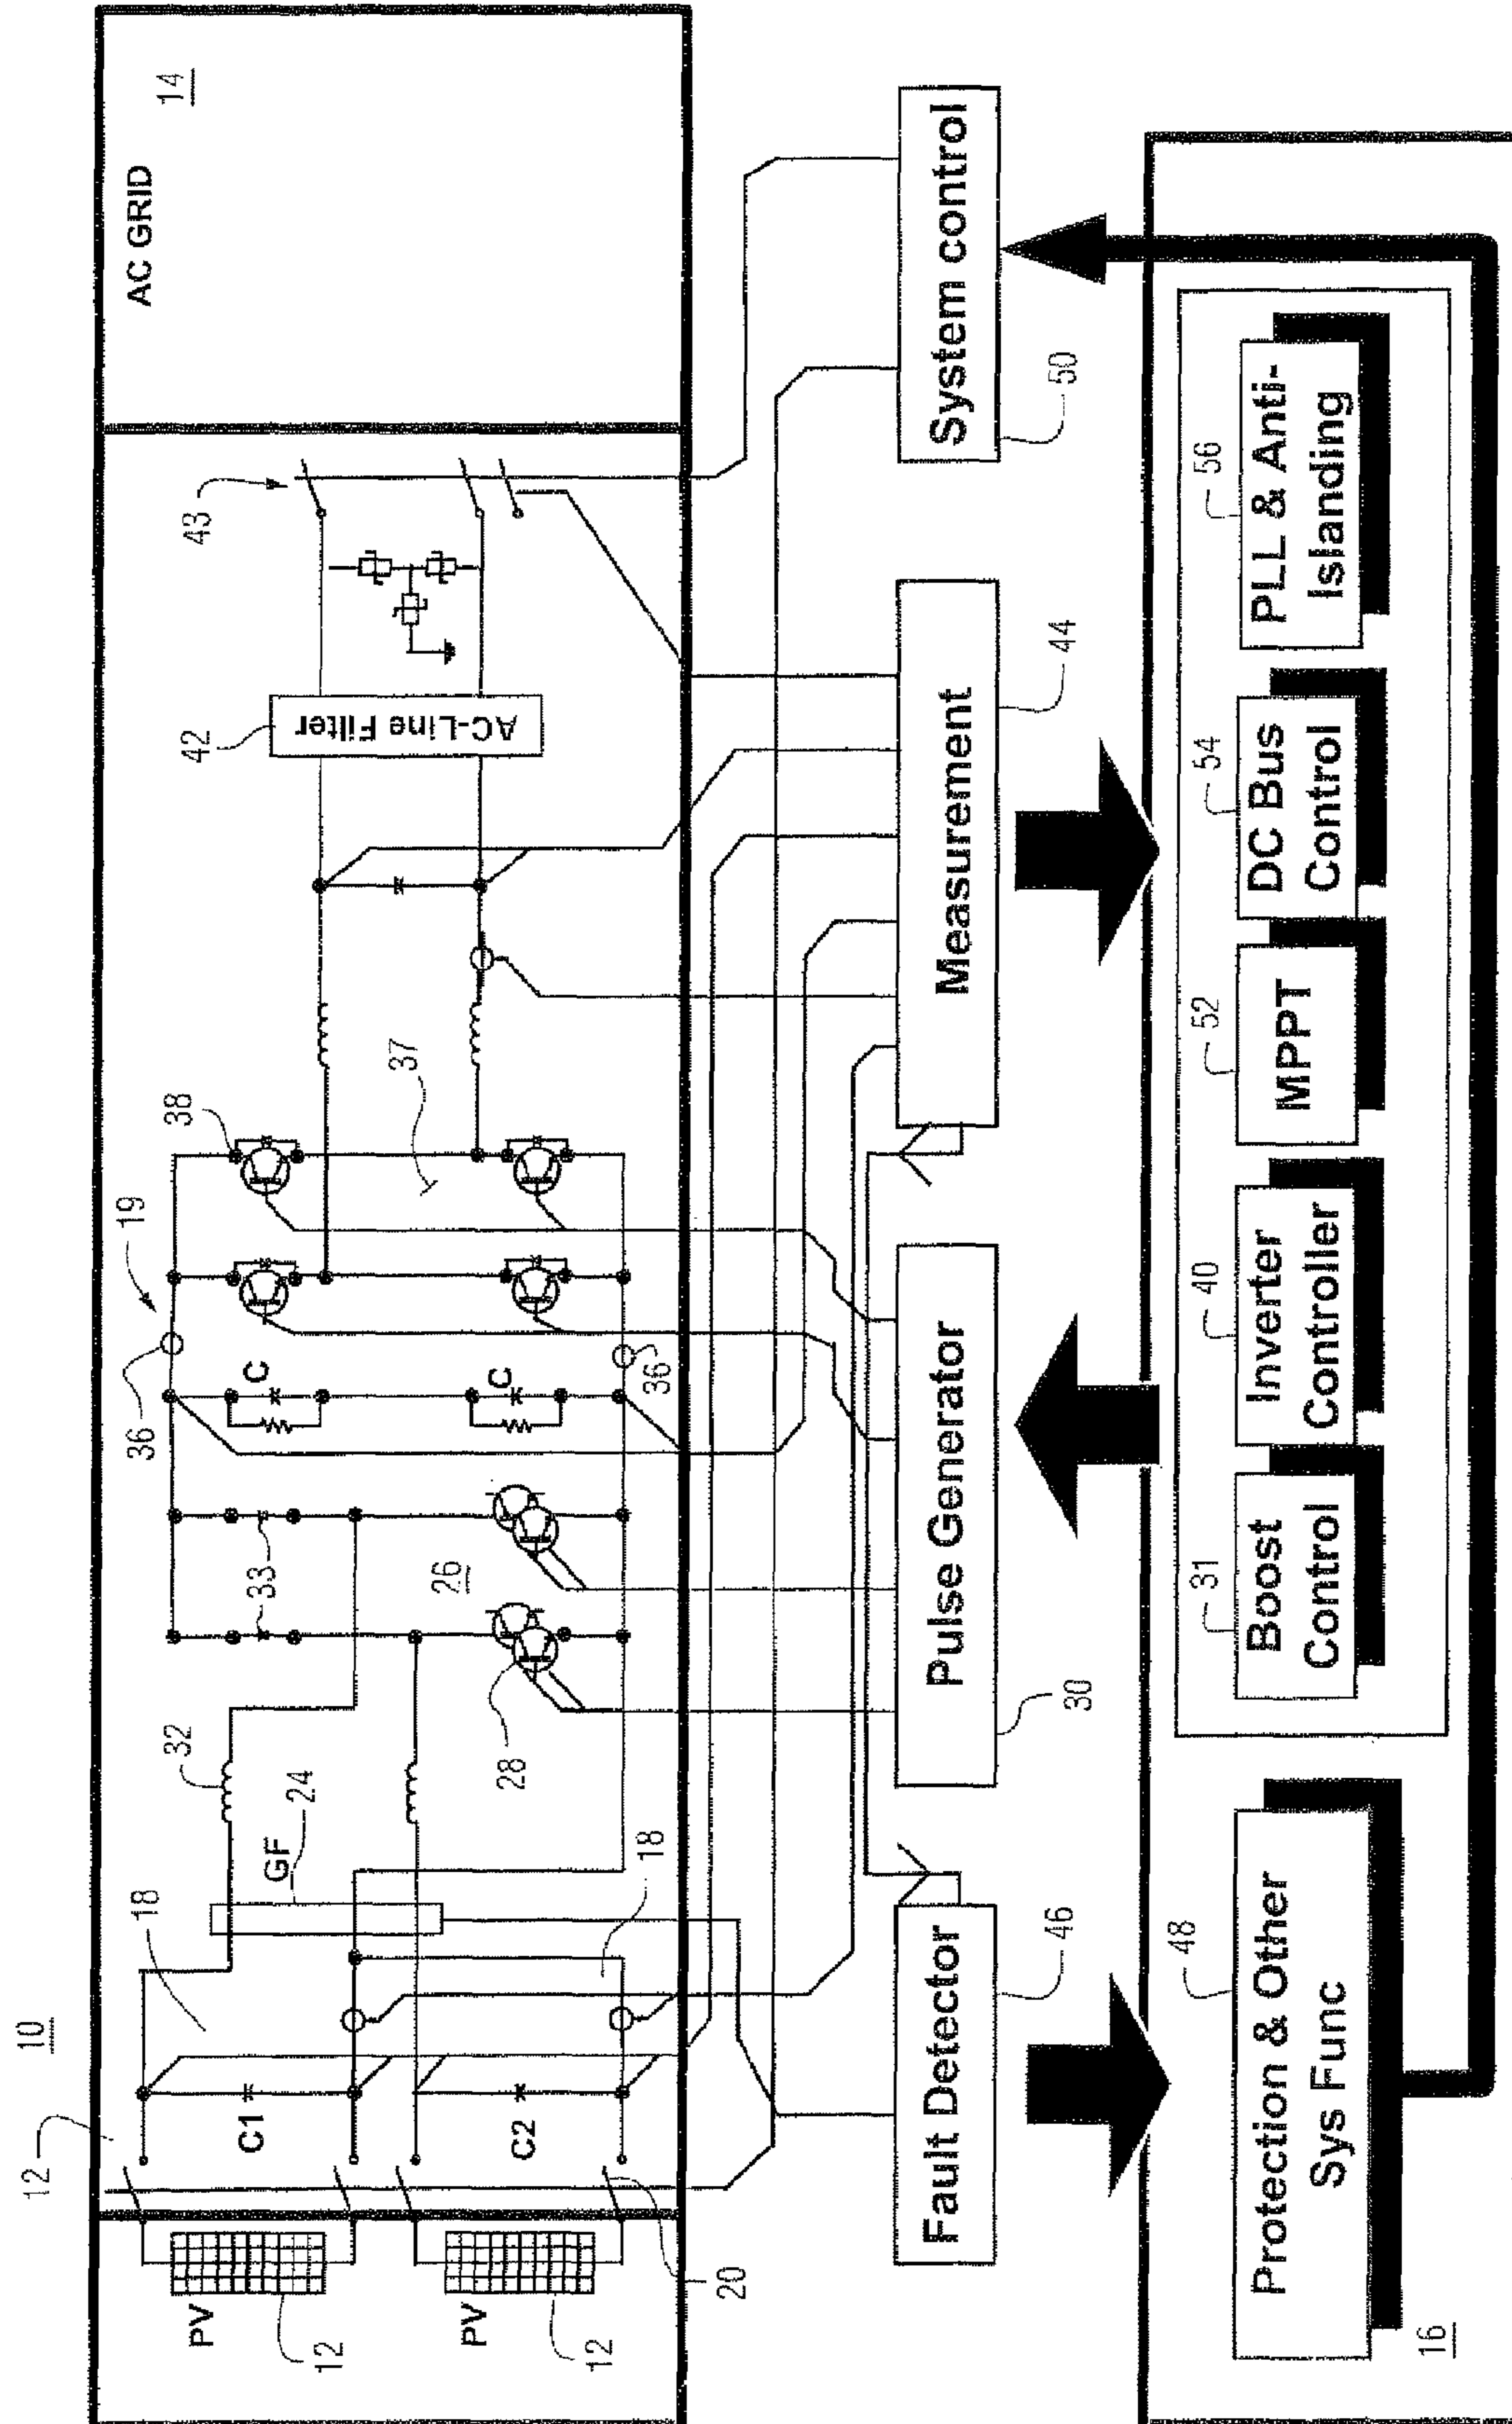 10
12
AC GRID
14
PV
12
PV
12
20
C1
C2
18
18
GF
24
32
28
26
33
36
36
C
C
19
38
37
42
AC-Line Filter
43
Fault Detector
46
Pulse Generator
30
Measurement
44
System control
50
48
Protection & Other
Sys Func
31
Boost
Control
40
Inverter
Controller
52
MPPT
54
DC Bus
Control
56
PLL & Anti-
Islanding
16